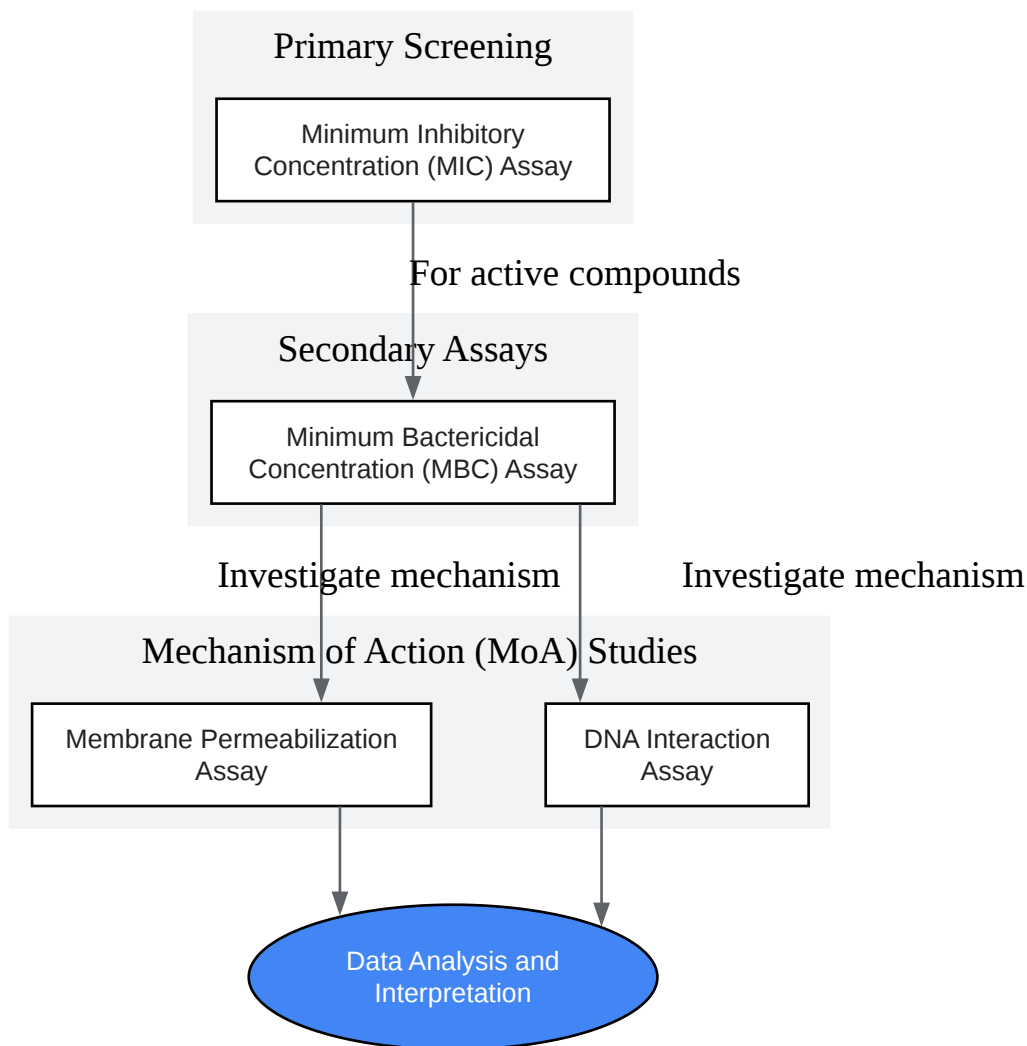 Primary Screening
Minimum Inhibitory
Concentration (MIC) Assay
For active compounds
Secondary Assays
Minimum Bactericidal
Concentration (MBC) Assay
Investigate mechanism
Investigate mechanism
Mechanism of Action (MoA) Studies
Membrane Permeabilization
Assay
DNA Interaction
Assay
Data Analysis and
Interpretation